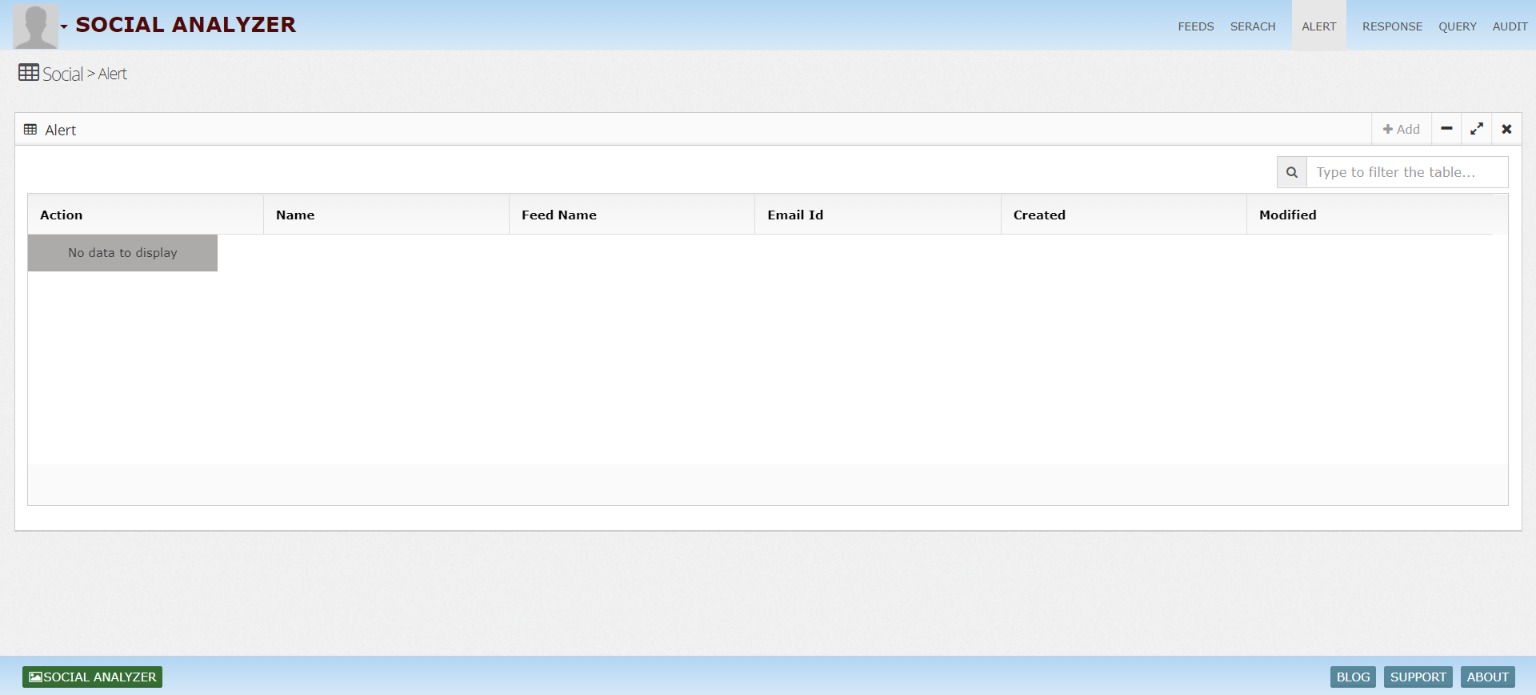 SOCIAL ANALYZER
FEEDS SERACH ALERT RESPONSE QUERY AUDIT
Social > Alert
Alert
Add
Type to filter the table...
Action Name Feed Name Email Id Created Modified
No data to display
SOCIAL ANALYZER
BLOG SUPPORT ABOUT